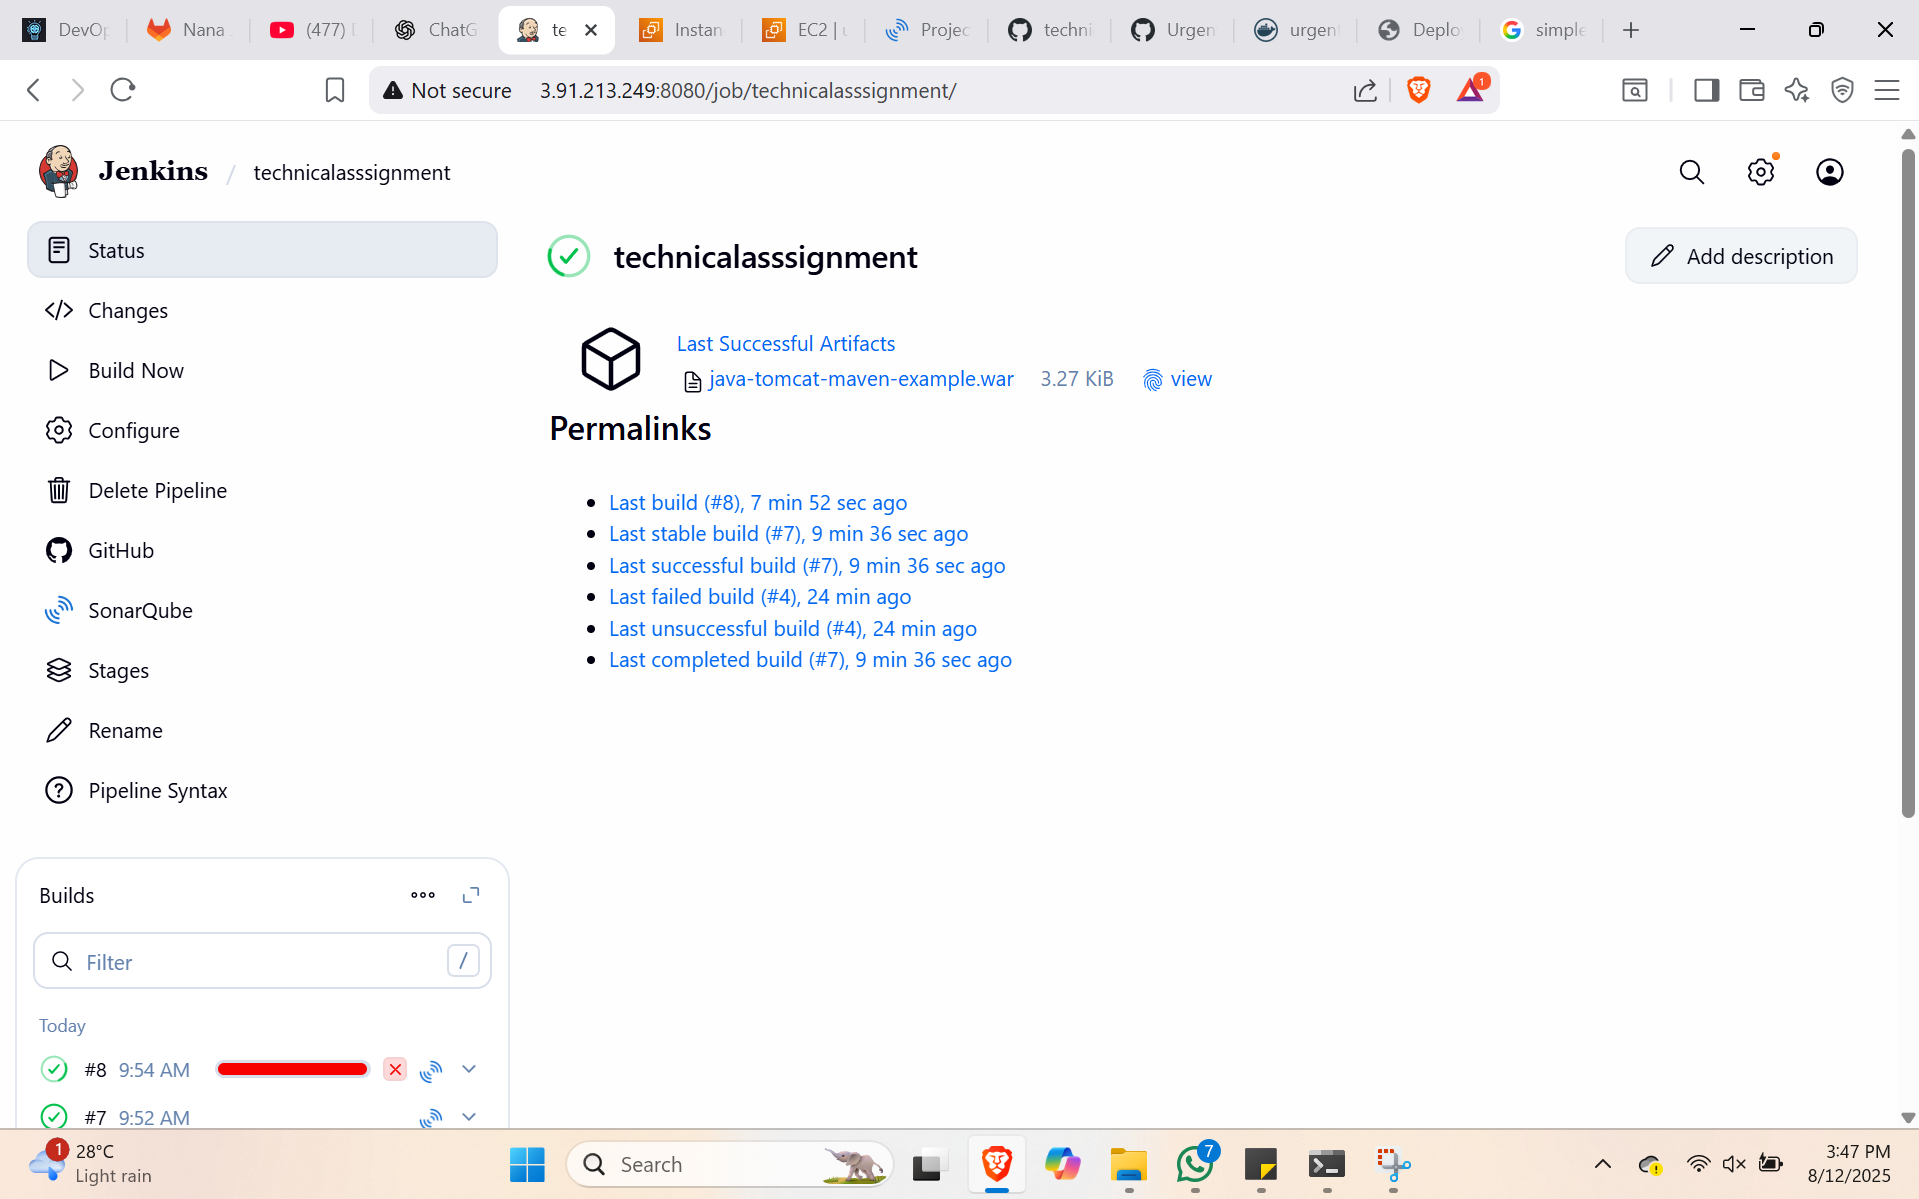 DevOp
Nana
(477)
ChatG
te
Instan
EC2 | u
Projec
techni
Urgen
urgent
Deplo
simple
Not secure
3.91.213.249:8080/job/technicalasssignment/
1
Jenkins / technicalasssignment
Status
Changes
Build Now
Configure
Delete Pipeline
GitHub
SonarQube
Stages
Rename
Pipeline Syntax
technicalasssignment
Add description
Last Successful Artifacts
java-tomcat-maven-example.war 3.27 KiB view
Permalinks
Last build (#8), 7 min 52 sec ago
Last stable build (#7), 9 min 36 sec ago
Last successful build (#7), 9 min 36 sec ago
Last failed build (#4), 24 min ago
Last unsuccessful build (#4), 24 min ago
Last completed build (#7), 9 min 36 sec ago
Builds
Filter /
Today
#8 9:54 AM
#7 9:52 AM
1
28°C
Light rain
Search
7
3:47 PM
8/12/2025